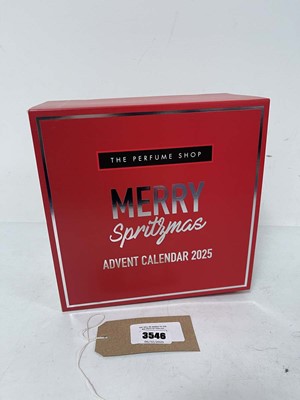 THE PERFUME SHOP
MERRY
Spritzmas
ADVENT CALENDAR 2025
3546